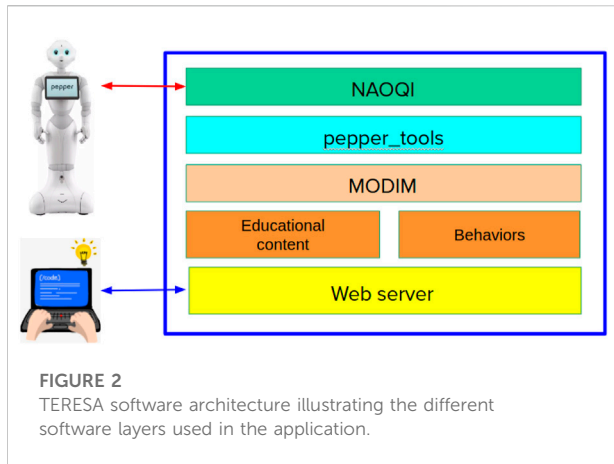 pepper
NAOQI
pepper_tools
MODIM
Educational
content
Behaviors
Web server
FIGURE 2
TERESA software architecture illustrating the different
software layers used in the application.